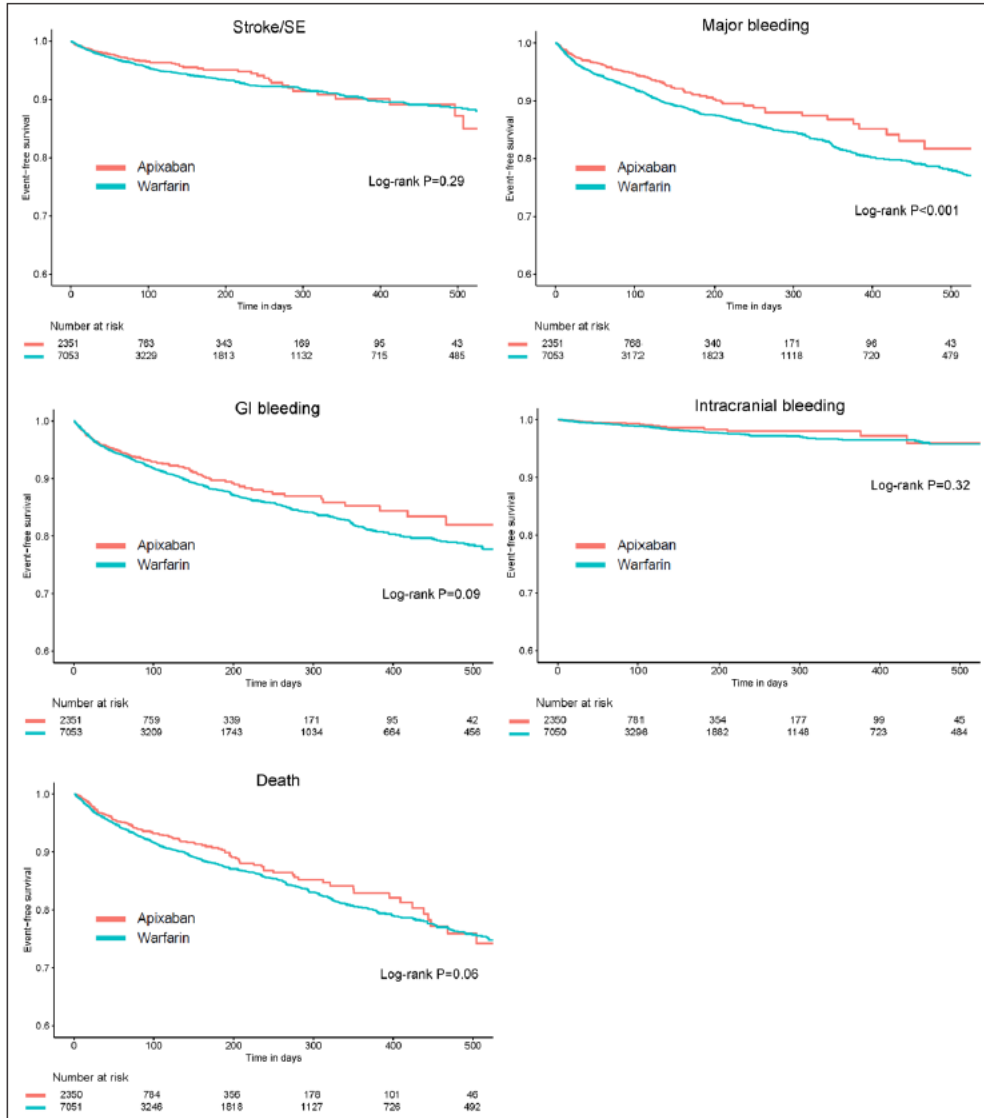 Stroke/SE
1.0
0.9
0.8
0.7
0.6
Event-free survival
Apixaban
Warfarin
Log-rank P=0.29
0 100 200 300 400 500
Time in days
Number at risk
2351 763 343 169 95 43
7053 3229 1813 1132 715 485
Major bleeding
1.0
0.9
0.8
0.7
0.6
Event-free survival
Apixaban
Warfarin
Log-rank P<0.001
0 100 200 300 400 500
Time in days
Number at risk
2351 768 340 171 96 43
7053 3172 1823 1118 720 479
GI bleeding
1.0
0.9
0.8
0.7
0.6
Event-free survival
Apixaban
Warfarin
Log-rank P=0.09
0 100 200 300 400 500
Time in days
Number at risk
2351 759 339 171 95 42
7053 3209 1743 1034 664 456
Intracranial bleeding
1.0
0.9
0.8
0.7
0.6
Event-free survival
Apixaban
Warfarin
Log-rank P=0.32
0 100 200 300 400 500
Time in days
Number at risk
2350 781 354 177 99 45
7050 3298 1882 1148 723 484
Death
1.0
0.9
0.8
0.7
0.6
Event-free survival
Apixaban
Warfarin
Log-rank P=0.06
0 100 200 300 400 500
Time in days
Number at risk
2350 784 356 178 101 46
7051 3246 1818 1127 726 492